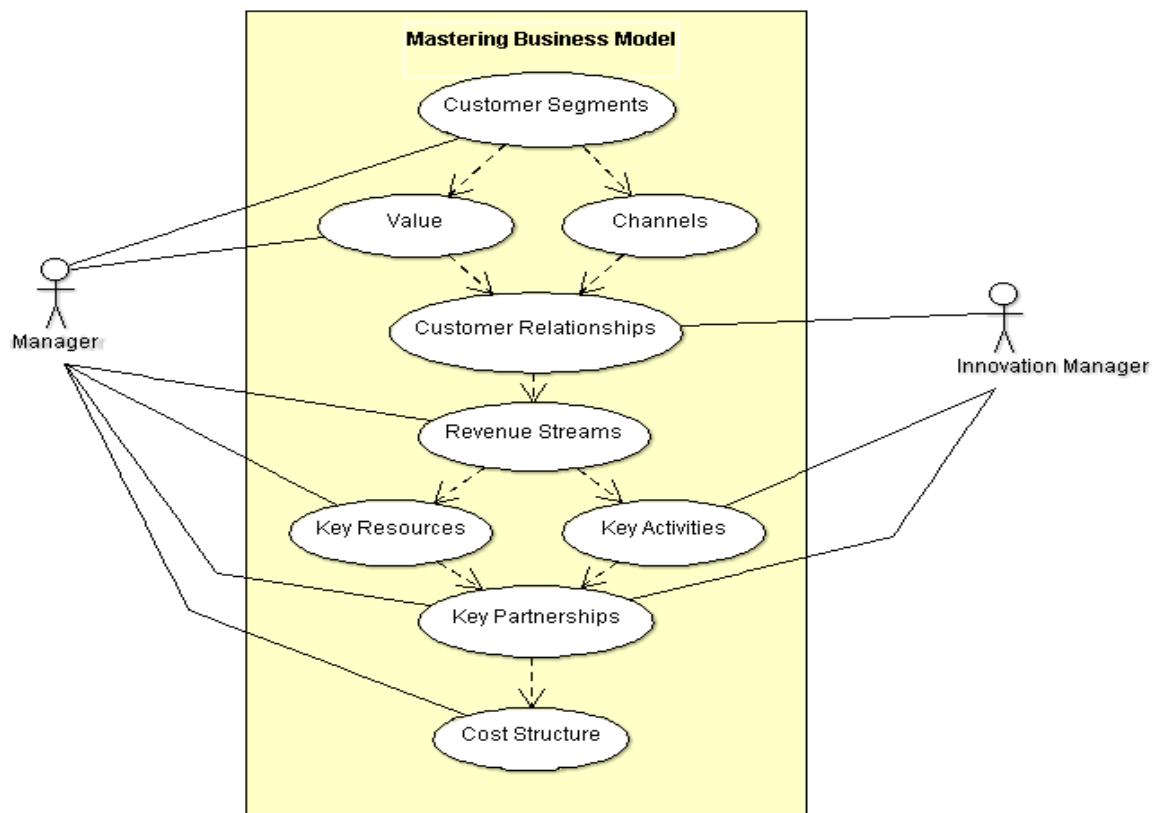 Mastering Business Model
Customer Segments
Value
Channels
Customer Relationships
Manager
Innovation Manager
Revenue Streams
Key Resources
Key Activities
Key Partnerships
Cost Structure